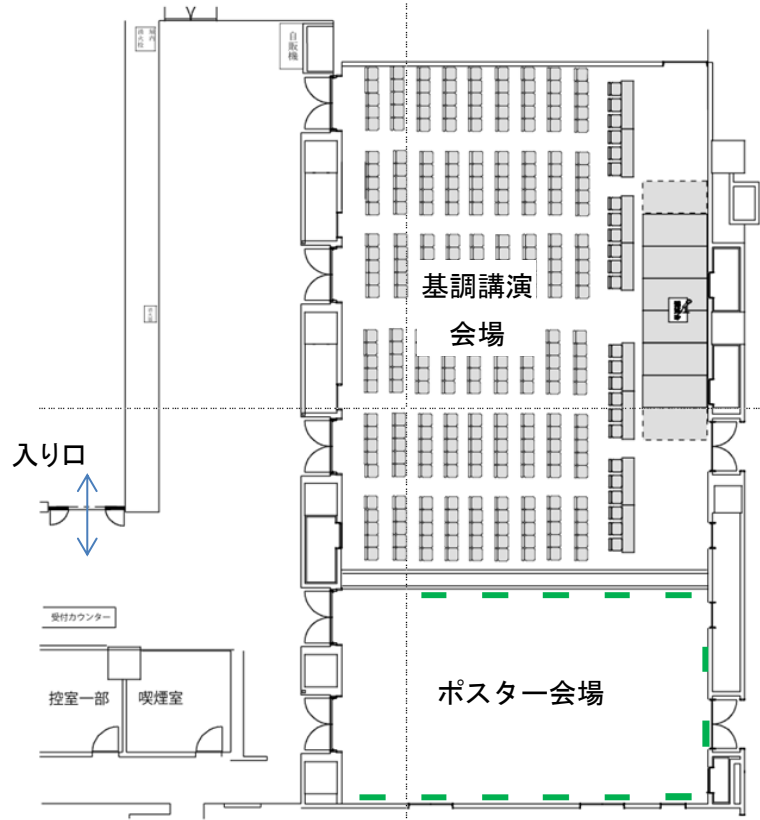 自販機
基調講演
会場
入り口
受付カウンター
控室一部
喫煙室
ポスター会場